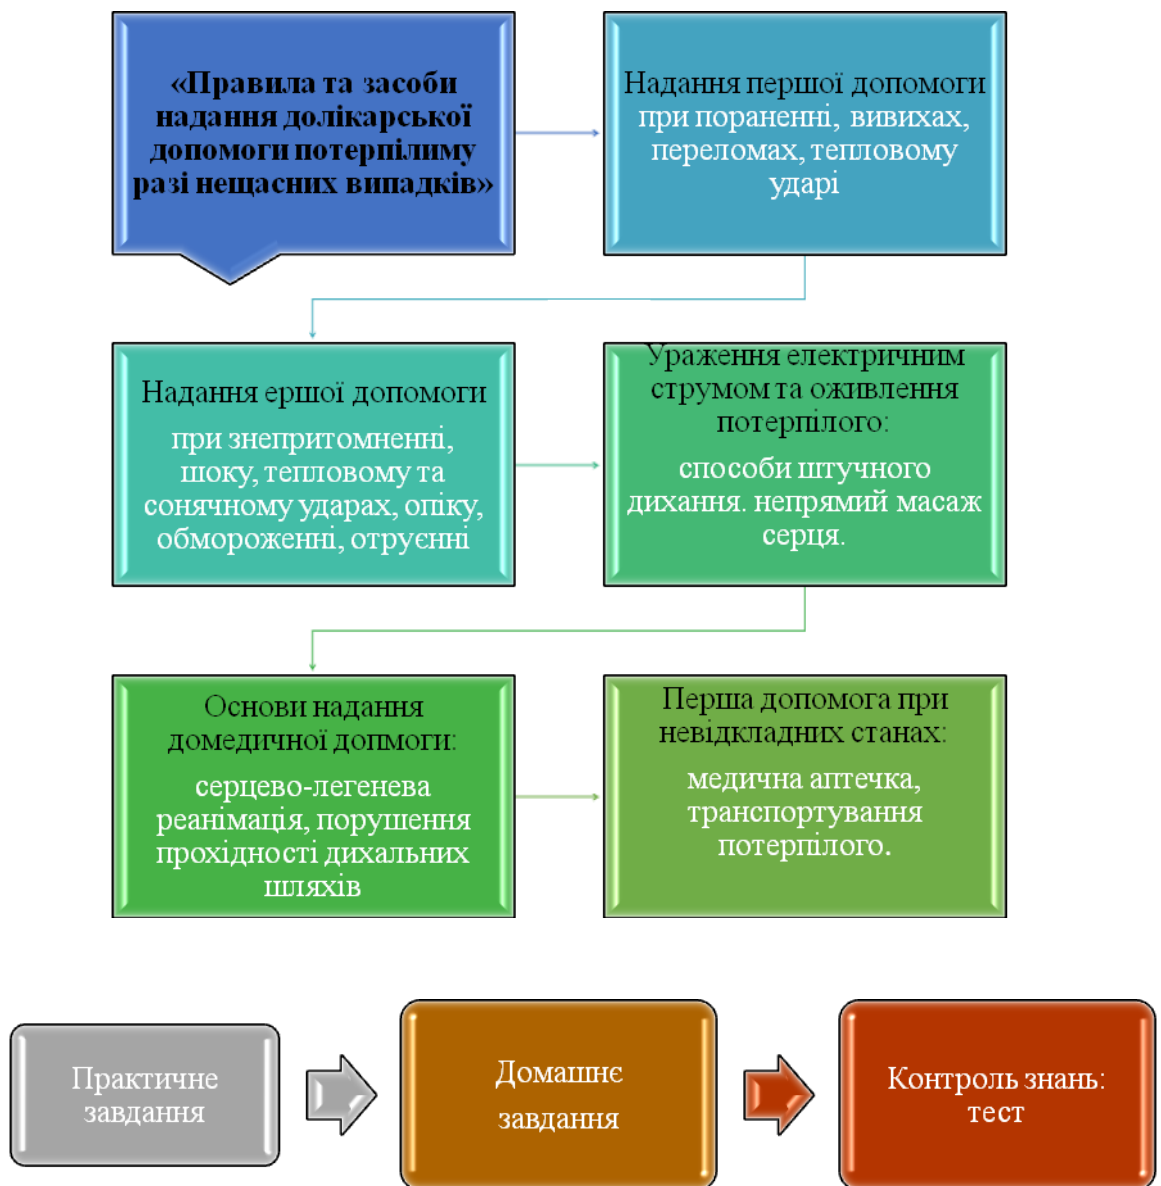 «Правила та засоби
надання долікарської
допомоги потерпілиму
разі нещасних випадків»
Надання першої допомоги
при пораненні, вивихах,
переломах, тепловому
ударі
Надання ершої допомоги
при знепритомненні,
шоку, тепловому та
сонячному ударах, опіку,
обмороженні, отруєнні
Ураження електричним
струмом та оживлення
потерпілого:
способи штучного
дихання. непрямий масаж
серця.
Основи надання
домедичної допмоги:
серцево-легенева
реанімація, порушення
прохідності дихальних
шляхів
Перша допомога при
невідкладних станах:
медична аптечка,
транспортування
потерпілого.
Практичне
завдання
Домашнє
завдання
Контроль знань:
тест